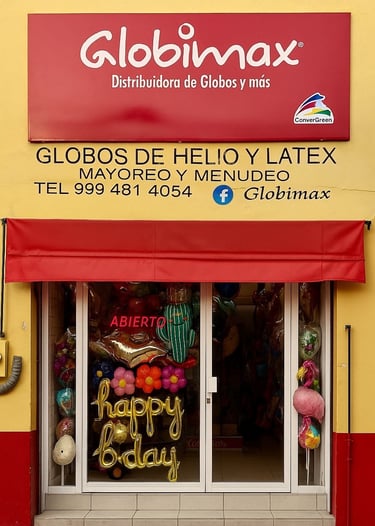 Globimax®
Distribuidora de Globos y más
ConverGreen
GLOBOS DE HELIO Y LATEX
MAYOREO Y MENUDEO
TEL 999 481 4054 f Globimax
ABIERTO
happy
b-day